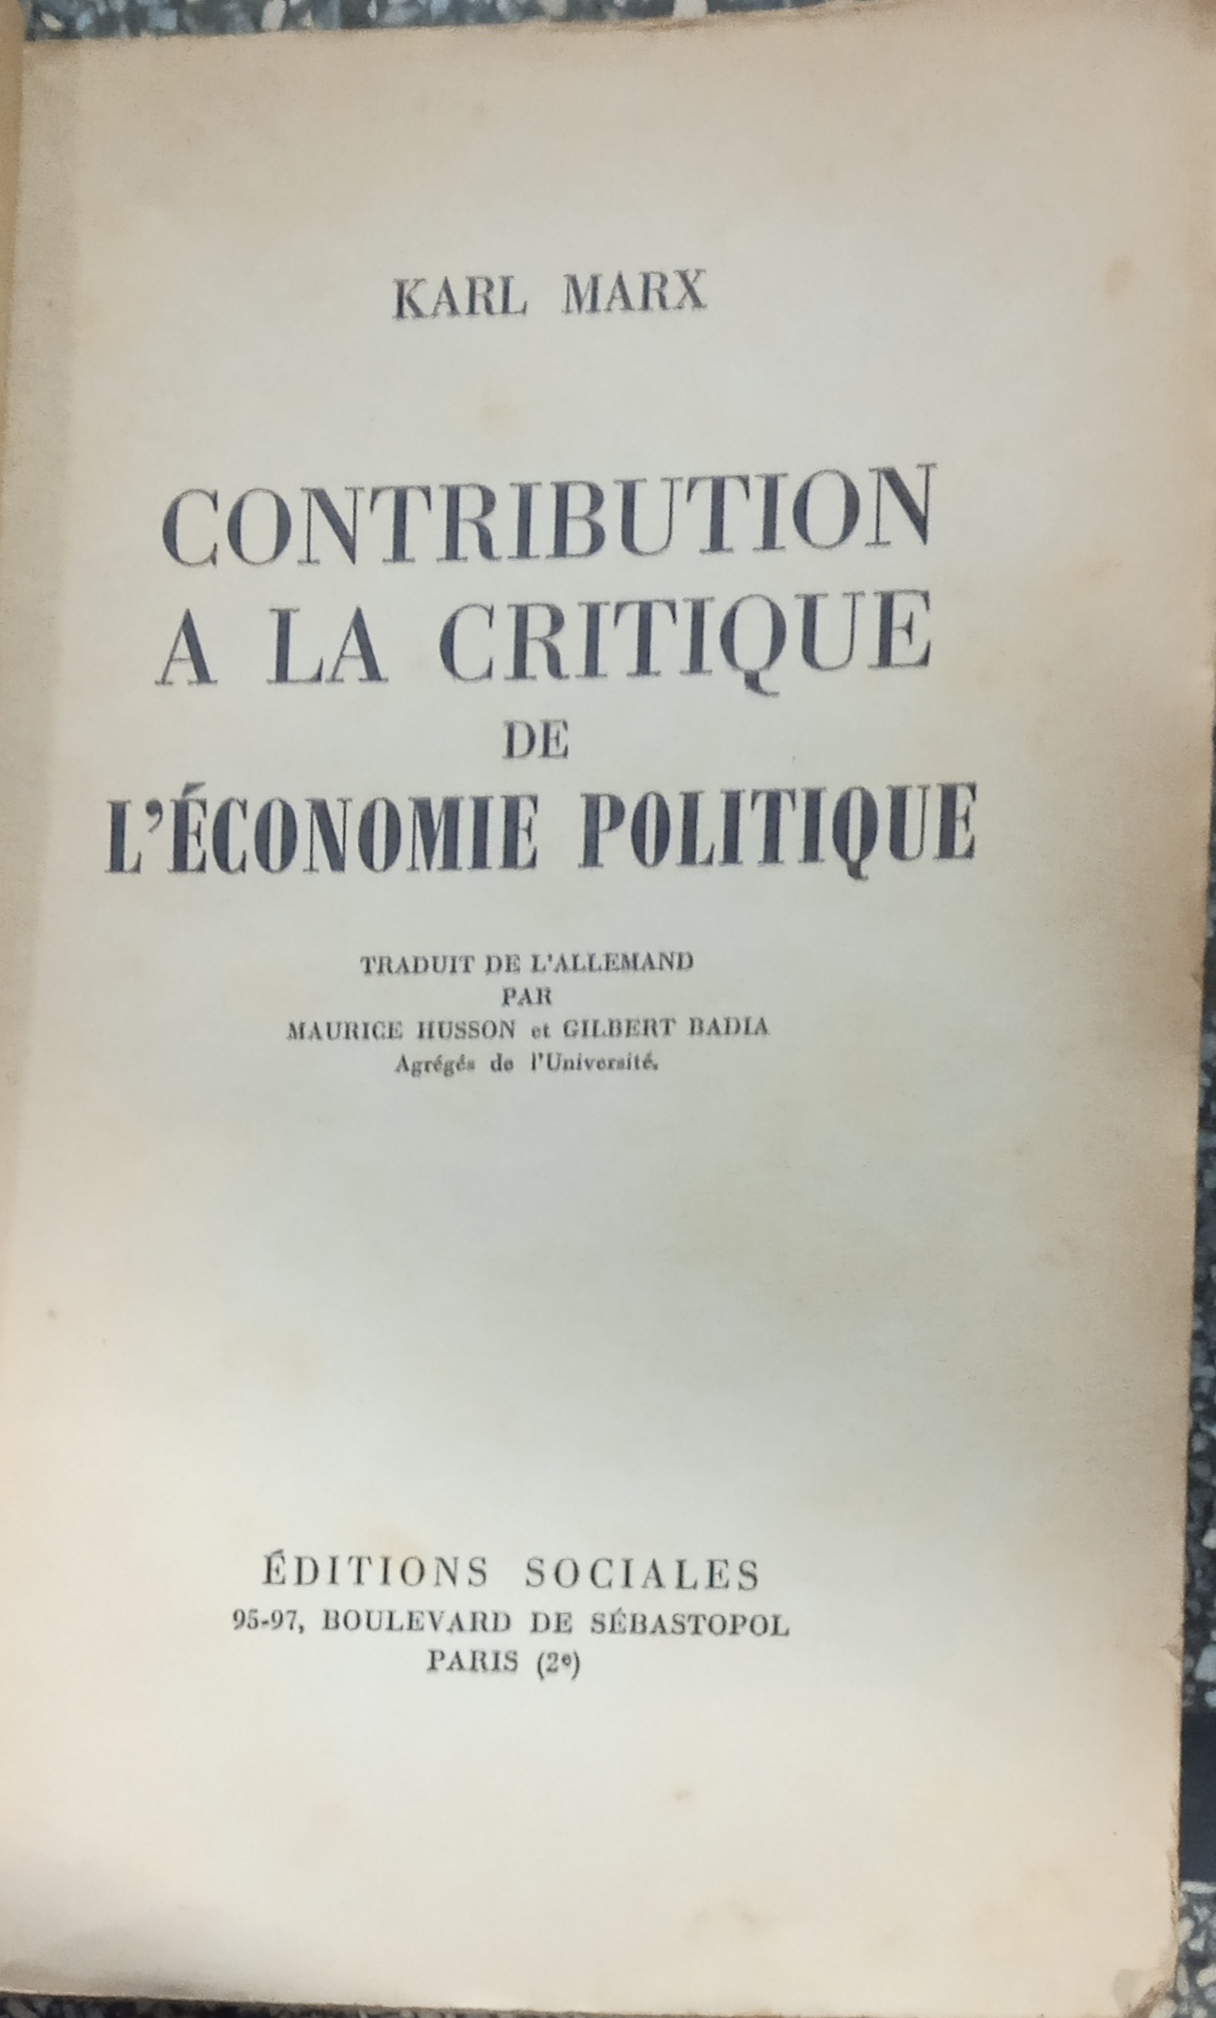 KARL MARX
CONTRIBUTION
A LA CRITIQUE
DE
L'ÉCONOMIE POLITIQUE
TRADUIT DE L'ALLEMAND
PAR
MAURICE HUSSON et GILBERT BADIA
Agrégés de l'Université.
ÉDITIONS SOCIALES
95-97, BOULEVARD DE SÉBASTOPOL
PARIS (2e)